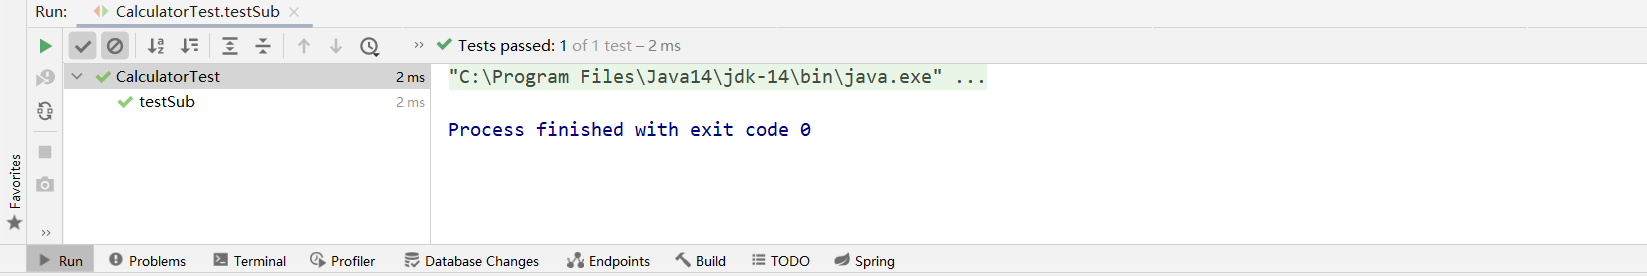 Run: CalculatorTest.testSub
Tests passed: 1 of 1 test – 2 ms
CalculatorTest 2 ms
testSub 2 ms
"C:\Program Files\Java14\jdk-14\bin\java.exe" ...
Process finished with exit code 0
Favorites
Run Problems Terminal Profiler Database Changes Endpoints Build TODO Spring